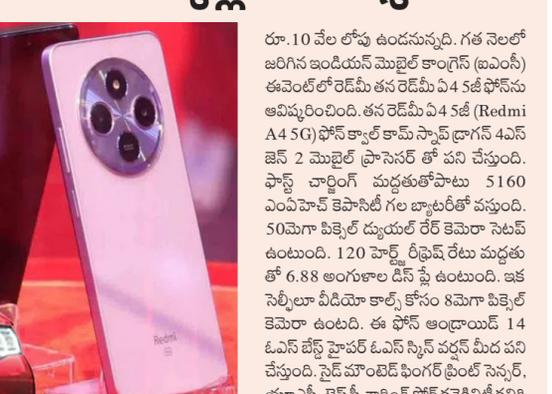 రూ.10 వేల లోపు ఉండనున్నది. గత నెలలో
జరిగిన ఇండియన్ మొబైల్ కాంగ్రెస్ (ఐఎంసీ)
ఈవెంట్‌లో రెడ్‌మీ తన రెడ్‌మీ ఏ4 5జీ ఫోన్‌ను
ఆవిష్కరించింది. తన రెడ్‌మీ ఏ4 5జీ (Redmi
A4 5G) ఫోన్ క్వాల్ కామ్ స్నాప్ డ్రాగన్ 4ఎస్
జెన్ 2 మొబైల్ ప్రాసెసర్ తో పని చేస్తుంది.
ఫాస్ట్ చార్జింగ్ మద్దతుతోపాటు 5160
ఎంఏహెచ్ కెపాసిటీ గల బ్యాటరీతో వస్తుంది.
50మెగా పిక్సెల్ డ్యుయల్ రేర్ కెమెరా సెటప్
ఉంటుంది. 120 హెర్ట్జ్ రీఫ్రెష్ రేటు మద్దతు
తో 6.88 అంగుళాల డిస్ ప్లే ఉంటుంది. ఇక
సెల్ఫీలూ వీడియో కాల్స్ కోసం 8మెగా పిక్సెల్
కెమెరా ఉంటది. ఈ ఫోన్ ఆండ్రాయిడ్ 14
ఓఎస్ బేస్డ్ హైపర్ ఓఎస్ స్కిన్ వర్షన్ మీద పని
చేస్తుంది. సైడ్ మౌంటెడ్ ఫింగర్ ప్రింట్ సెన్సర్,
Redmi